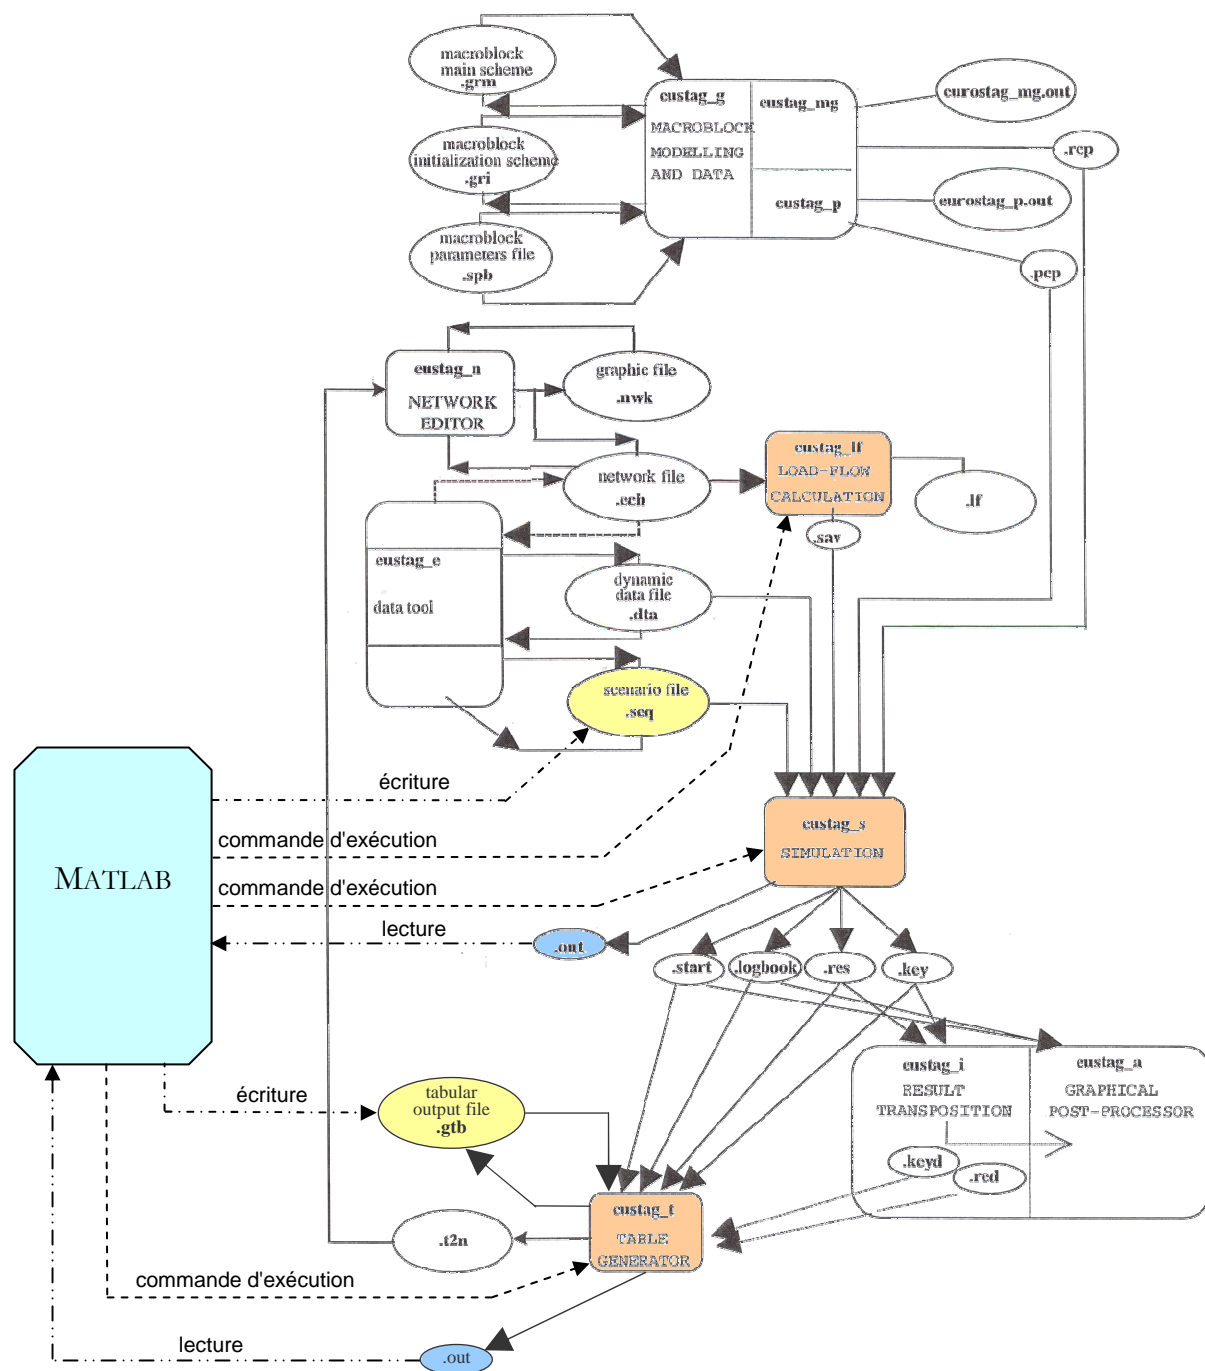 macroblock
main scheme
.grm
eustag_g
eustag_mg
eurostag_mg.out
MACROBLOCK
MODELLING
AND DATA
macroblock
initialization scheme
.gri
.rcp
eustag_p
eurostag_p.out
macroblock
parameters file
.spb
.pcp
eustag_n
NETWORK
EDITOR
graphic file
.nwk
eustag_lf
LOAD-FLOW
CALCULATION
network file
.ech
.lf
.sav
eustag_e
data tool
dynamic
data file
.dta
scenario file
.seq
écriture
commande d'exécution
eustag_s
SIMULATION
MATLAB
commande d'exécution
lecture
.out
.start
.logbook
.res
.key
eustag_i
RESULT
TRANSPOSITION
eustag_a
GRAPHICAL
POST-PROCESSOR
écriture
tabular
output file
.gtb
.keyd
.red
eustag_t
TABLE
GENERATOR
.t2n
commande d'exécution
lecture
.out